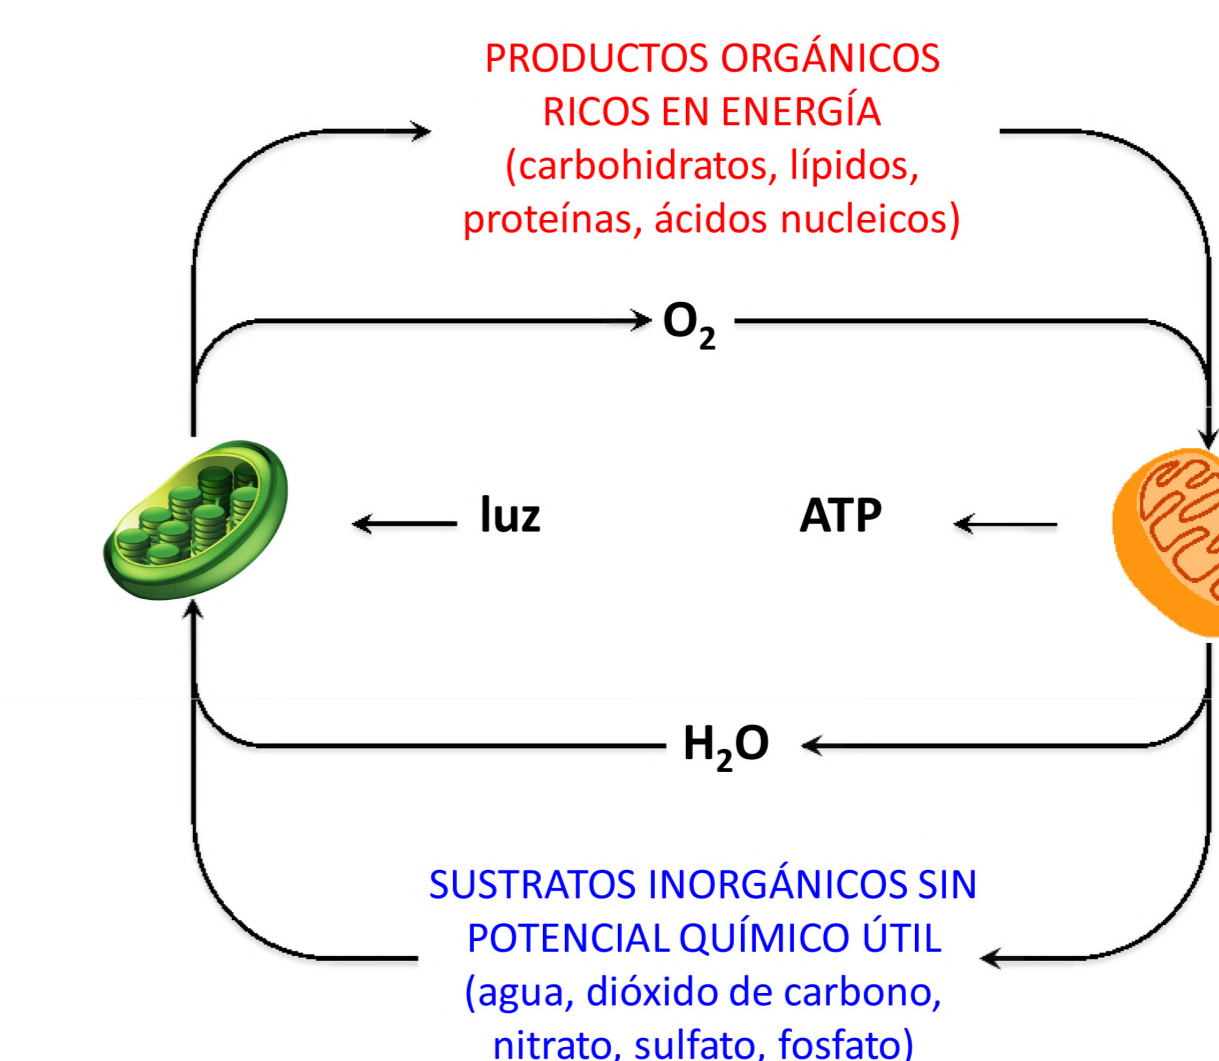 PRODUCTOS ORGÁNICOS
RICOS EN ENERGÍA
(carbohidratos, lípidos,
proteínas, ácidos nucleicos)
O₂
luz
ATP
H₂O
SUSTRATOS INORGÁNICOS SIN
POTENCIAL QUÍMICO ÚTIL
(agua, dióxido de carbono,
nitrato, sulfato, fosfato)